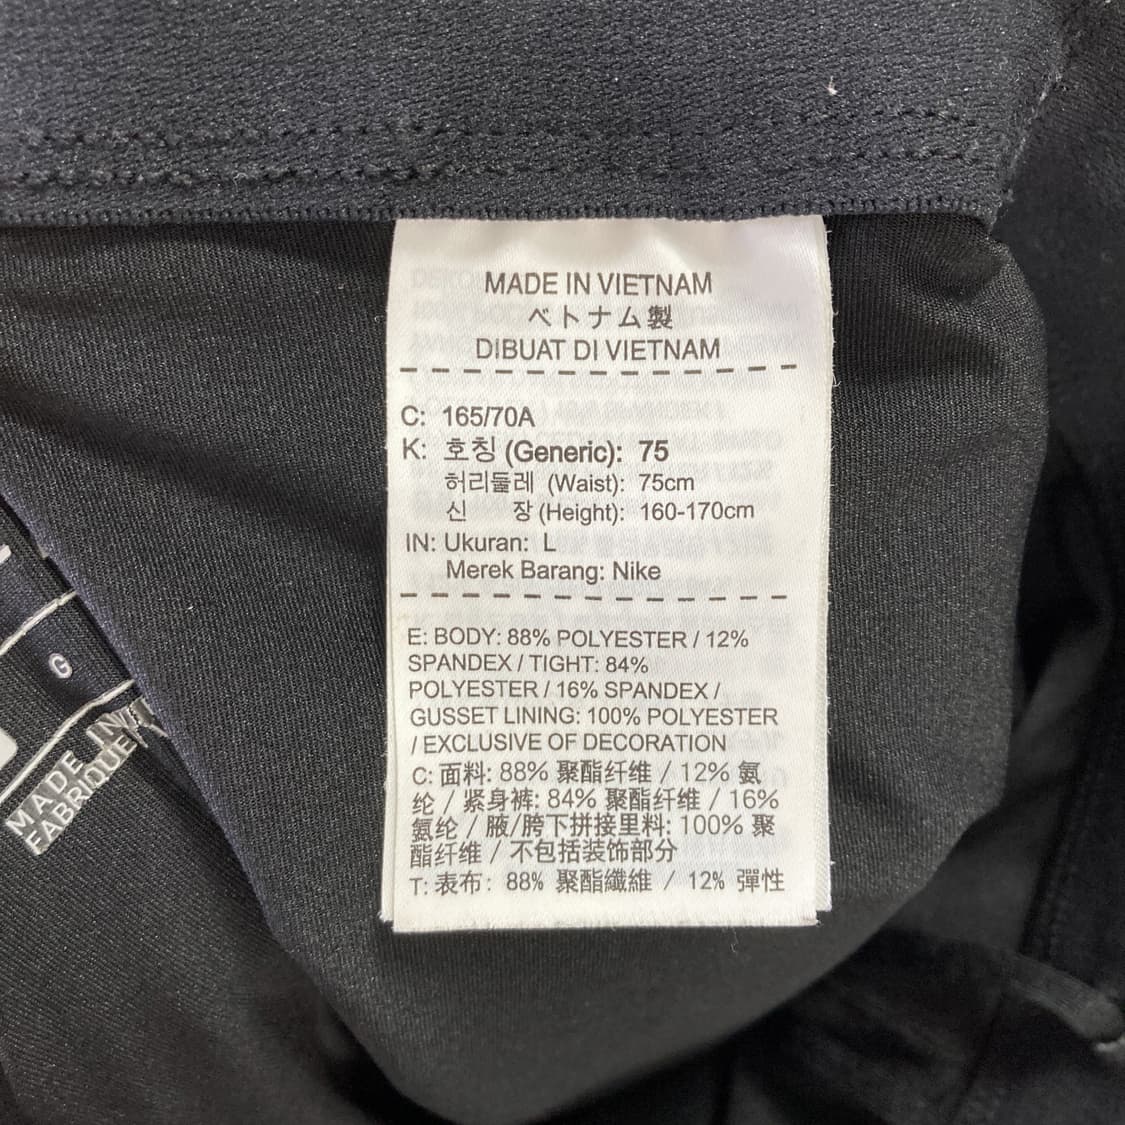 MADE IN VIETNAM
ベトナム製
DIBUAT DI VIETNAM
C: 165/70A
K: 호칭 (Generic): 75
허리둘레 (Waist): 75cm
신 장 (Height): 160-170cm
IN: Ukuran: L
Merek Barang: Nike
E: BODY: 88% POLYESTER / 12%
SPANDEX / TIGHT: 84%
POLYESTER / 16% SPANDEX /
GUSSET LINING: 100% POLYESTER
/ EXCLUSIVE OF DECORATION
C: 面料: 88% 聚酯纤维 / 12% 氨
纶 / 紧身裤: 84% 聚酯纤维 / 16%
氨纶 / 腋/胯下拼接里料: 100% 聚
酯纤维 / 不包括装饰部分
T: 表布: 88% 聚酯纖維 / 12% 彈性
G
MADE IN
FABRIQUÉ